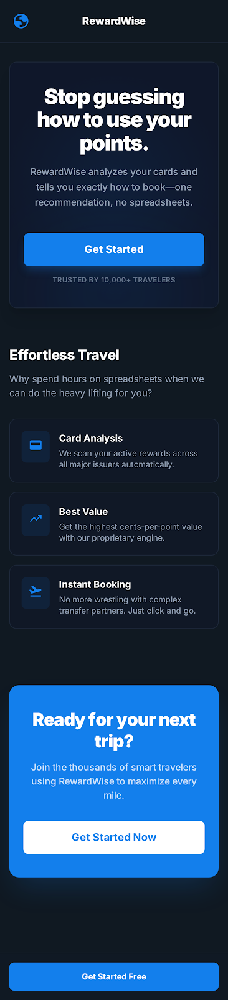 RewardWise
Stop guessing
how to use your
points.
RewardWise analyzes your cards and
tells you exactly how to book—one
recommendation, no spreadsheets.
Get Started
TRUSTED BY 10,000+ TRAVELERS
Effortless Travel
Why spend hours on spreadsheets when we
can do the heavy lifting for you?
Card Analysis
We scan your active rewards across
all major issuers automatically.
Best Value
Get the highest cents-per-point value
with our proprietary engine.
Instant Booking
No more wrestling with complex
transfer partners. Just click and go.
Ready for your next
trip?
Join the thousands of smart travelers
using RewardWise to maximize every
mile.
Get Started Now
Get Started Free